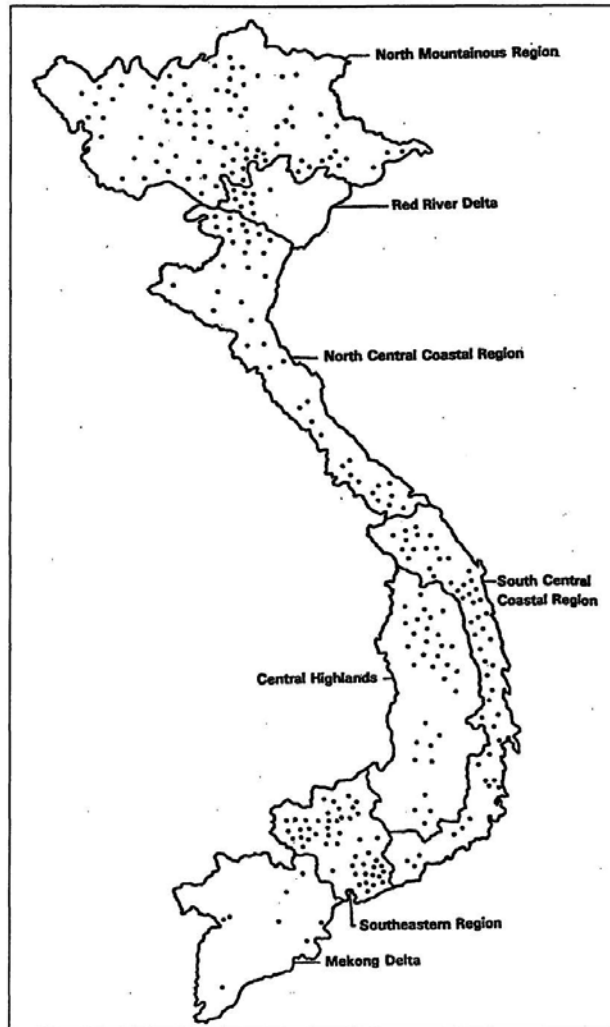 North Mountainous Region
Red River Delta
North Central Coastal Region
South Central
Coastal Region
Central Highlands
Southeastern Region
Mekong Delta